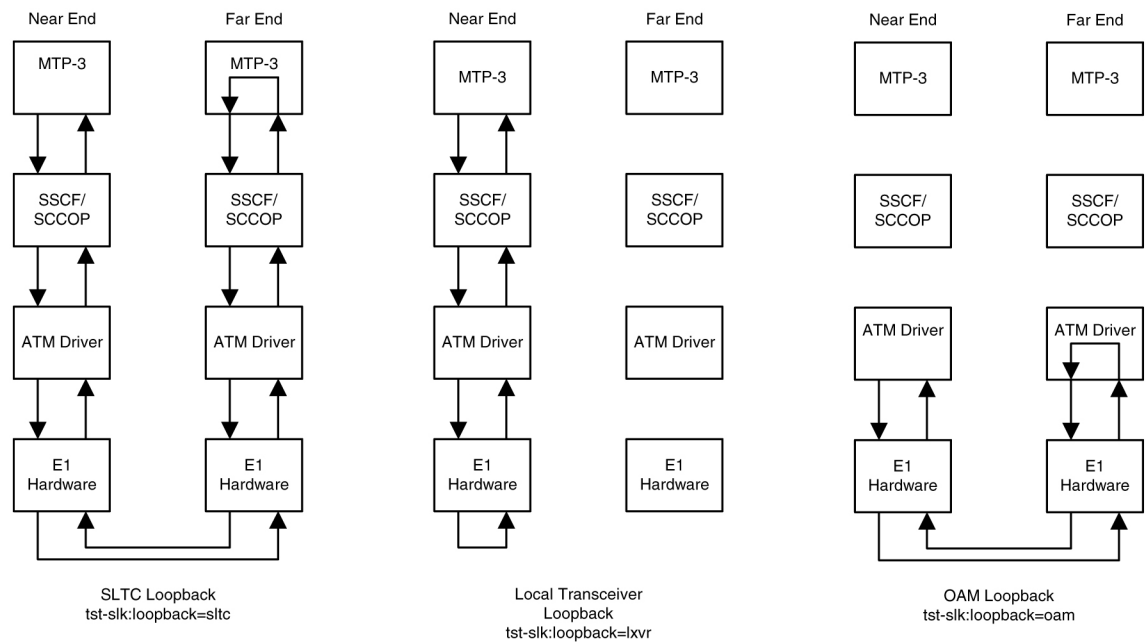 Near End
Far End
Near End
Far End
Near End
Far End
MTP-3
MTP-3
MTP-3
MTP-3
MTP-3
MTP-3
SSCF/
SCCOP
SSCF/
SCCOP
SSCF/
SCCOP
SSCF/
SCCOP
SSCF/
SCCOP
SSCF/
SCCOP
ATM Driver
ATM Driver
ATM Driver
ATM Driver
ATM Driver
ATM Driver
E1
Hardware
E1
Hardware
E1
Hardware
E1
Hardware
E1
Hardware
E1
Hardware
SLTC Loopback
tst-slk:loopback=sltc
Local Transceiver
Loopback
tst-slk:loopback=lxvr
OAM Loopback
tst-slk:loopback=oam